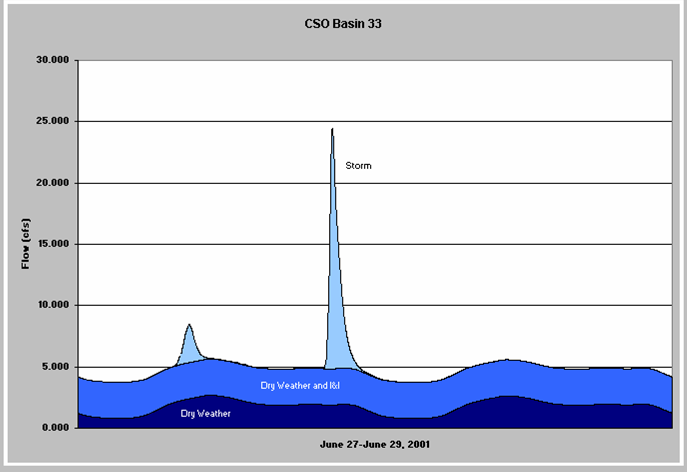 CSO Basin 33
30.000
25.000
20.000
15.000
10.000
5.000
0.000
Flow (cfs)
Storm
Dry Weather and I&I
Dry Weather
June 27-June 29, 2001